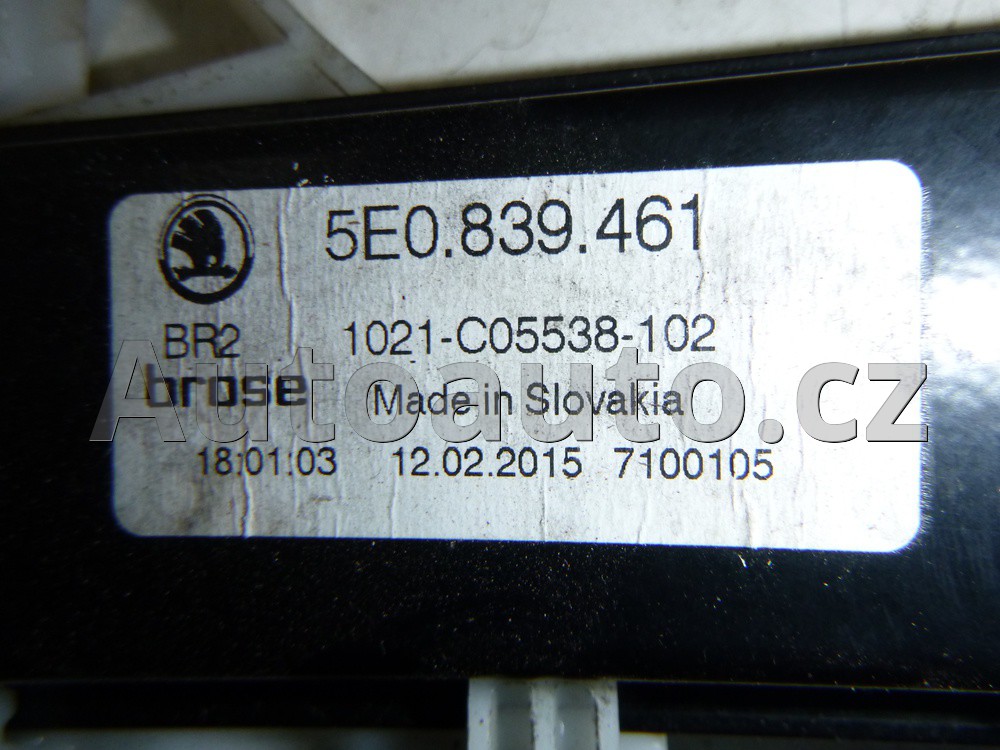 5E0.839.461
BR2 1021-C05538-102
brose Made in Slovakia
18:01:03 12.02.2015 7100105
Autoauto.cz